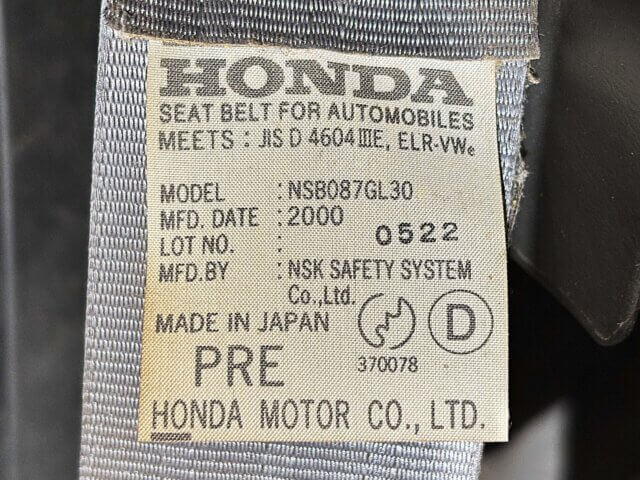 HONDA
SEAT BELT FOR AUTOMOBILES
MEETS : JIS D 4604 IIIE, ELR-VWe
MODEL : NSB087GL30
MFD. DATE : 2000
LOT NO. : 0522
MFD.BY : NSK SAFETY SYSTEM
Co.,Ltd.
MADE IN JAPAN
D
370078
PRE
HONDA MOTOR CO., LTD.